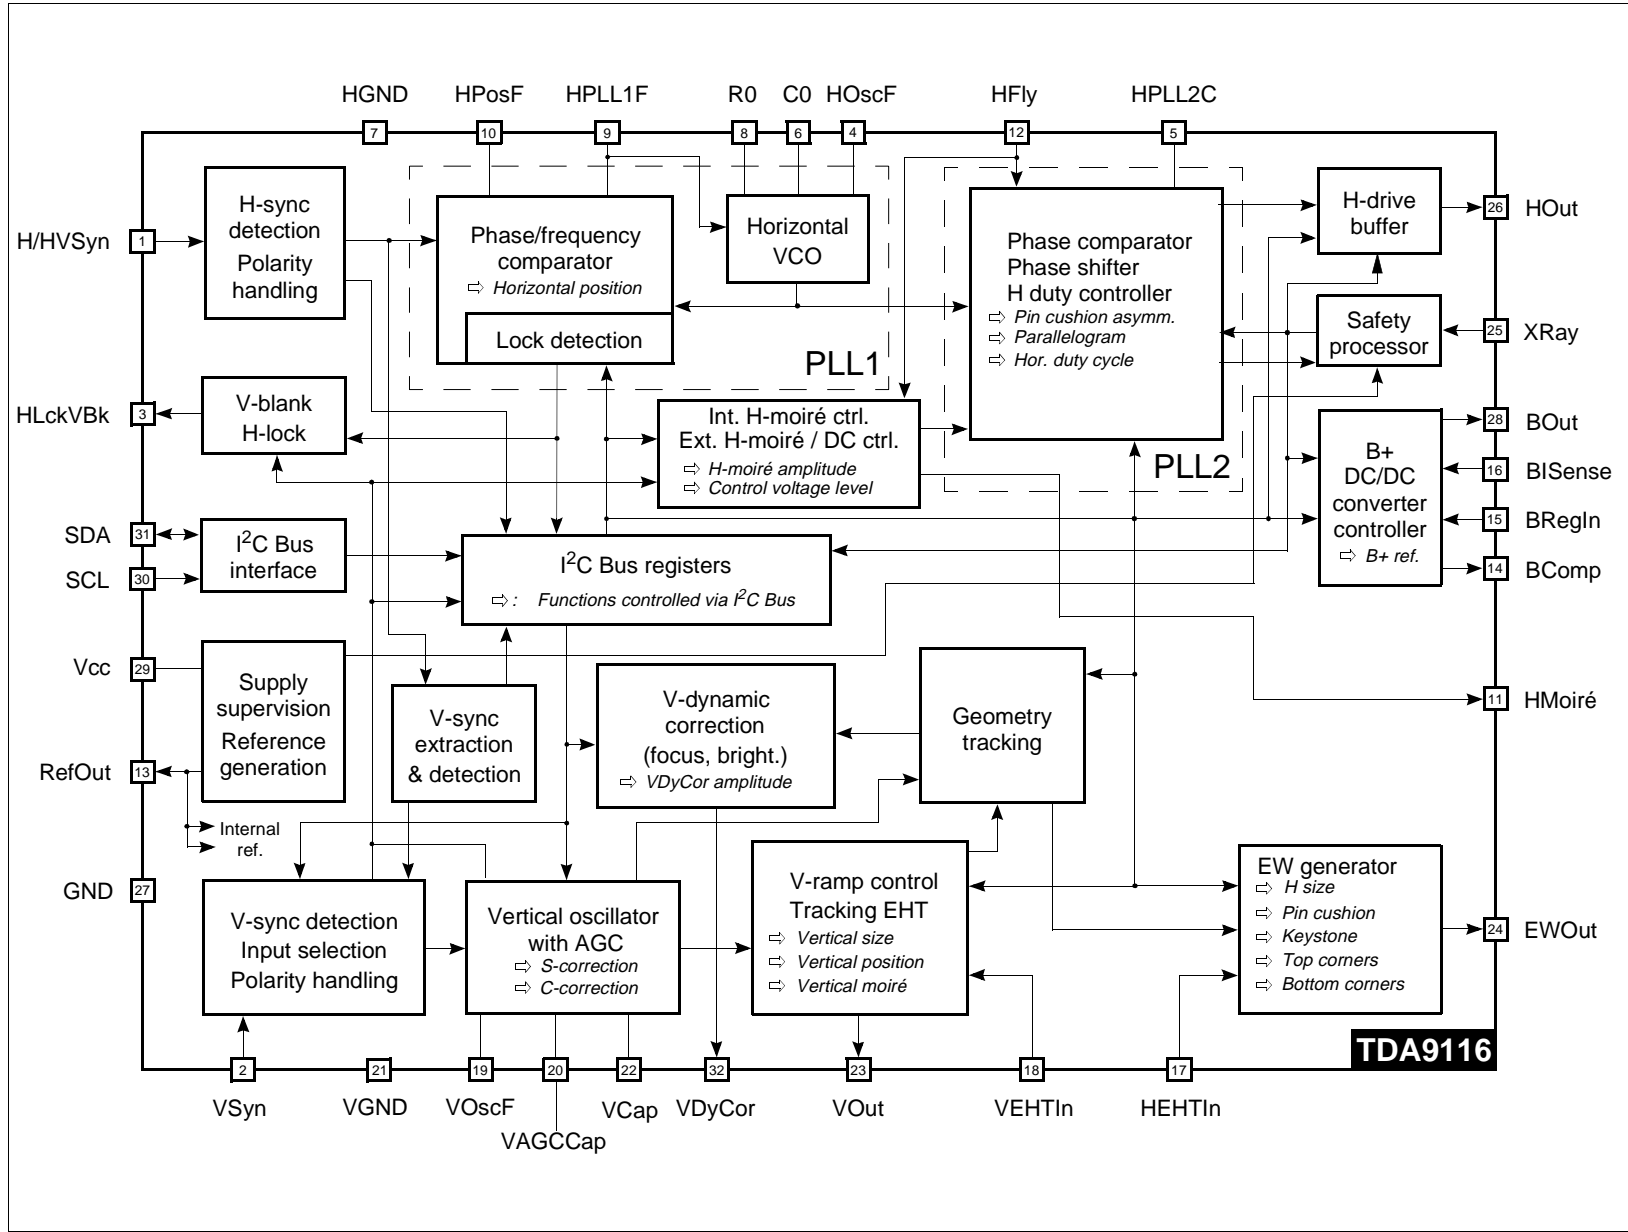 HGND HPosF HPLL1F R0 C0 HOscF HFly HPLL2C
7 10 9 8 6 4 12 5
H/HVSyn 1
H-sync
detection
Polarity
handling
Phase/frequency
comparator
⇨ Horizontal position
Lock detection
Horizontal
VCO
PLL1
Phase comparator
Phase shifter
H duty controller
⇨ Pin cushion asymm.
⇨ Parallelogram
⇨ Hor. duty cycle
PLL2
H-drive
buffer
26 HOut
Safety
processor
25 XRay
HLckVBk 3
V-blank
H-lock
Int. H-moiré ctrl.
Ext. H-moiré / DC ctrl.
⇨ H-moiré amplitude
⇨ Control voltage level
B+
DC/DC
converter
controller
⇨ B+ ref.
28 BOut
16 BISense
15 BRegIn
14 BComp
SDA 31
SCL 30
I2C Bus
interface
I2C Bus registers
⇨ : Functions controlled via I2C Bus
Vcc 29
Supply
supervision
Reference
generation
RefOut 13
Internal
ref.
V-sync
extraction
& detection
V-dynamic
correction
(focus, bright.)
⇨ VDyCor amplitude
Geometry
tracking
11 HMoiré
GND 27
V-sync detection
Input selection
Polarity handling
Vertical oscillator
with AGC
⇨ S-correction
⇨ C-correction
V-ramp control
Tracking EHT
⇨ Vertical size
⇨ Vertical position
⇨ Vertical moiré
EW generator
⇨ H size
⇨ Pin cushion
⇨ Keystone
⇨ Top corners
⇨ Bottom corners
24 EWOut
TDA9116
2 21 19 20 22 32 23 18 17
VSyn VGND VOscF VCap VDyCor VOut VEHTIn HEHTIn
VAGCCap